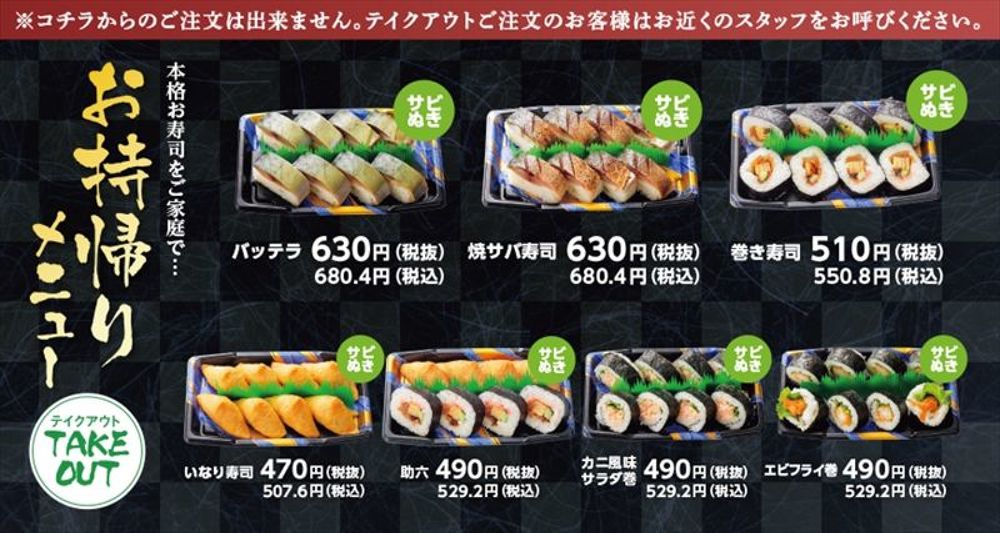 ※コチラからのご注文は出来ません。テイクアウトご注文のお客様はお近くのスタッフをお呼びください。
本格お寿司をご家庭で…
お持帰り
メニュー
テイクアウト
TAKE
OUT
サビ
ぬき
バッテラ 630円(税抜)
680.4円(税込)
サビ
ぬき
焼サバ寿司 630円(税抜)
680.4円(税込)
サビ
ぬき
巻き寿司 510円(税抜)
550.8円(税込)
サビ
ぬき
いなり寿司 470円(税抜)
507.6円(税込)
サビ
ぬき
助六 490円(税抜)
529.2円(税込)
サビ
ぬき
カニ風味
サラダ巻 490円(税抜)
529.2円(税込)
サビ
ぬき
エビフライ巻 490円(税抜)
529.2円(税込)